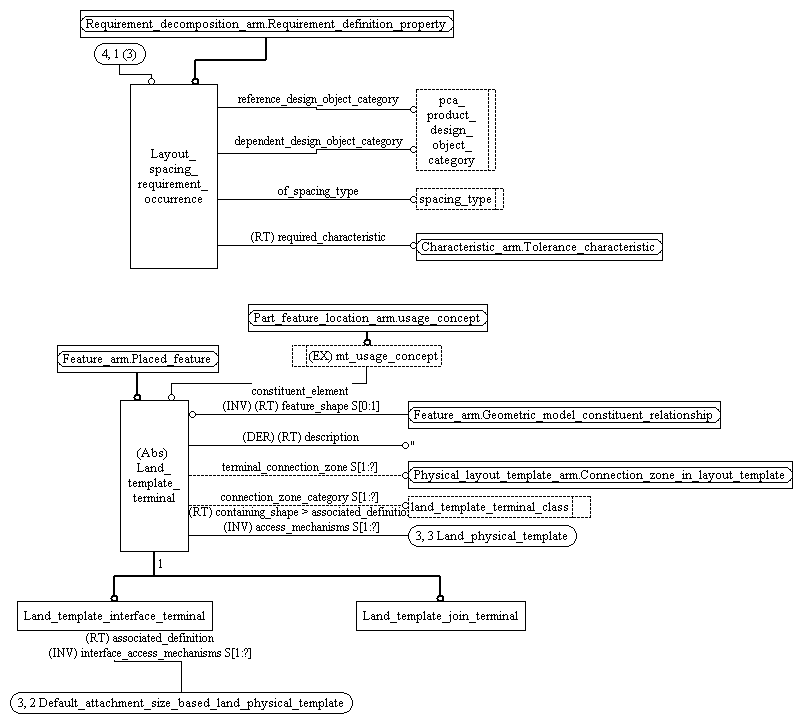 Requirement_decomposition_arm.Requirement_definition_property
4, 1 (3)
reference_design_object_category
pca_
product_
design_
object_
category
dependent_design_object_category
Layout_
spacing_
requirement_
occurrence
of_spacing_type
spacing_type
(RT) required_characteristic
Characteristic_arm.Tolerance_characteristic
Part_feature_location_arm.usage_concept
Feature_arm.Placed_feature
(EX) mt_usage_concept
constituent_element
(INV) (RT) feature_shape S[0:1]
Feature_arm.Geometric_model_constituent_relationship
(DER) (RT) description
"
(Abs)
Land_
template_
terminal
terminal_connection_zone S[1:?]
Physical_layout_template_arm.Connection_zone_in_layout_template
connection_zone_category S[1:?]
land_template_terminal_class
(RT) containing_shape > associated_definitio
(INV) access_mechanisms S[1:?]
3, 3 Land_physical_template
1
Land_template_interface_terminal
Land_template_join_terminal
(RT) associated_definition
(INV) interface_access_mechanisms S[1:?]
3, 2 Default_attachment_size_based_land_physical_template